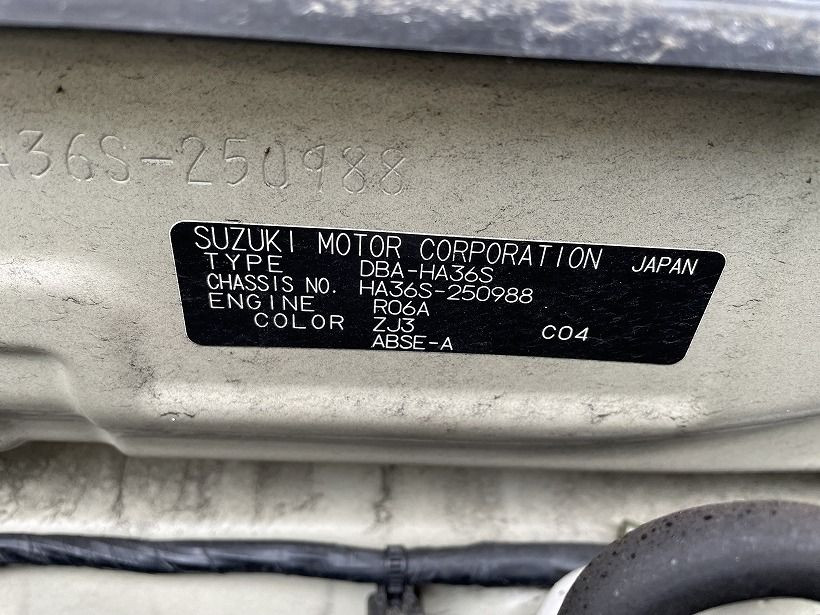 A36S-250988
SUZUKI MOTOR CORPORATION JAPAN
TYPE DBA-HA36S
CHASSIS NO. HA36S-250988
ENGINE R06A
COLOR ZJ3 C04
ABSE-A